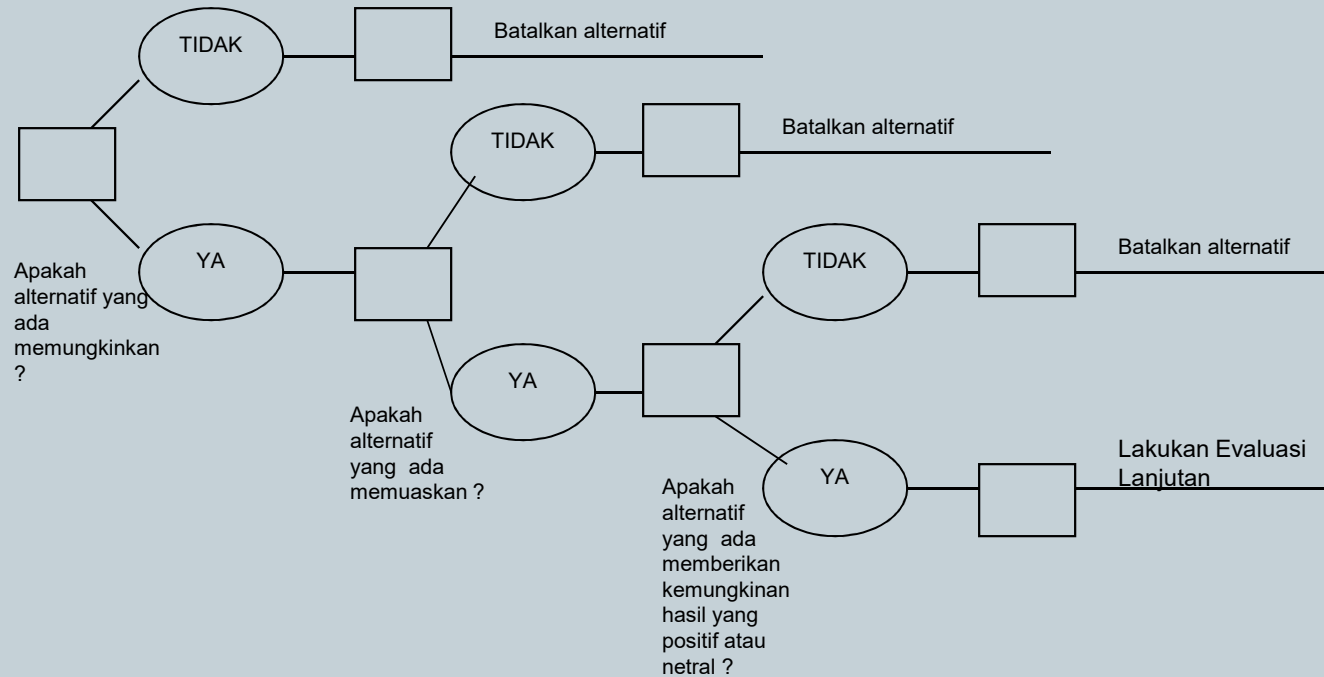 TIDAK
Batalkan alternatif
TIDAK
Batalkan alternatif
YA
Apakah
alternatif yang
ada
memungkinkan
?
TIDAK
Batalkan alternatif
YA
Apakah
alternatif
yang ada
memuaskan ?
YA
Lakukan Evaluasi
Lanjutan
Apakah
alternatif
yang ada
memberikan
kemungkinan
hasil yang
positif atau
netral ?